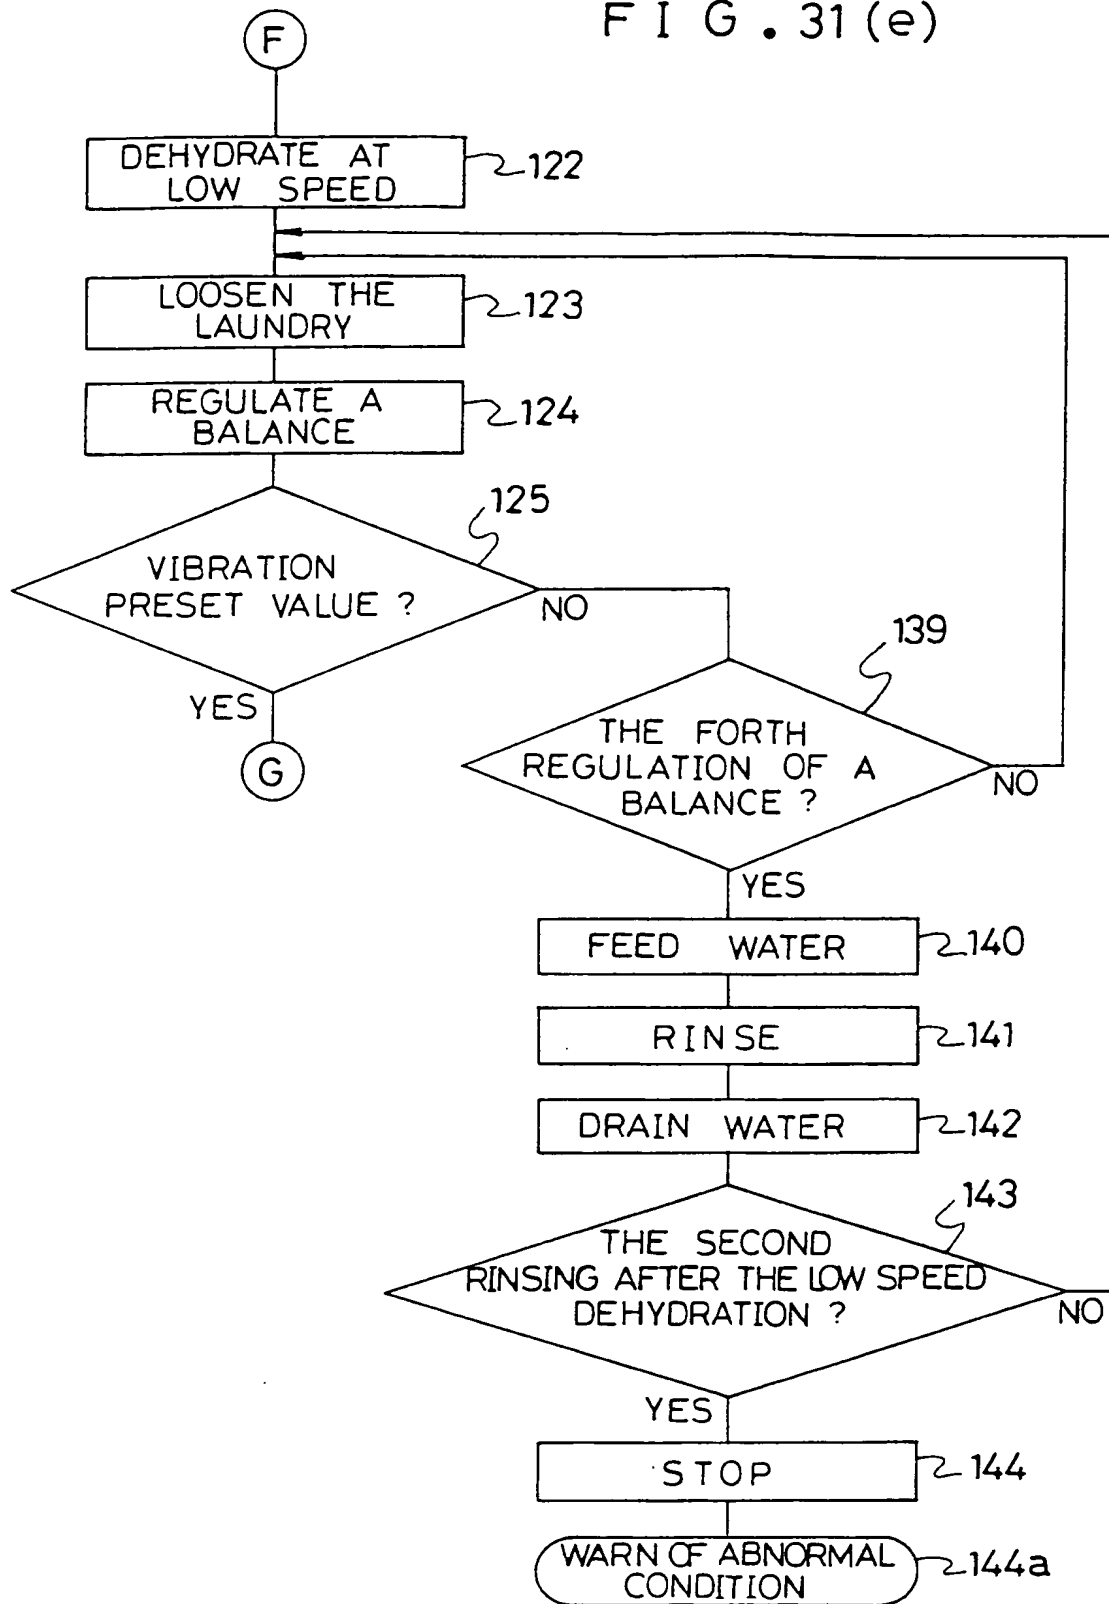 FIG. 31(e)
F
DEHYDRATE AT
LOW SPEED
122
LOOSEN THE
LAUNDRY
123
REGULATE A
BALANCE
124
125
VIBRATION
PRESET VALUE ?
NO
YES
G
139
THE FORTH
REGULATION OF A
BALANCE ?
NO
YES
FEED WATER
140
RINSE
141
DRAIN WATER
142
143
THE SECOND
RINSING AFTER THE LOW SPEED
DEHYDRATION ?
NO
YES
STOP
144
WARN OF ABNORMAL
CONDITION
144a